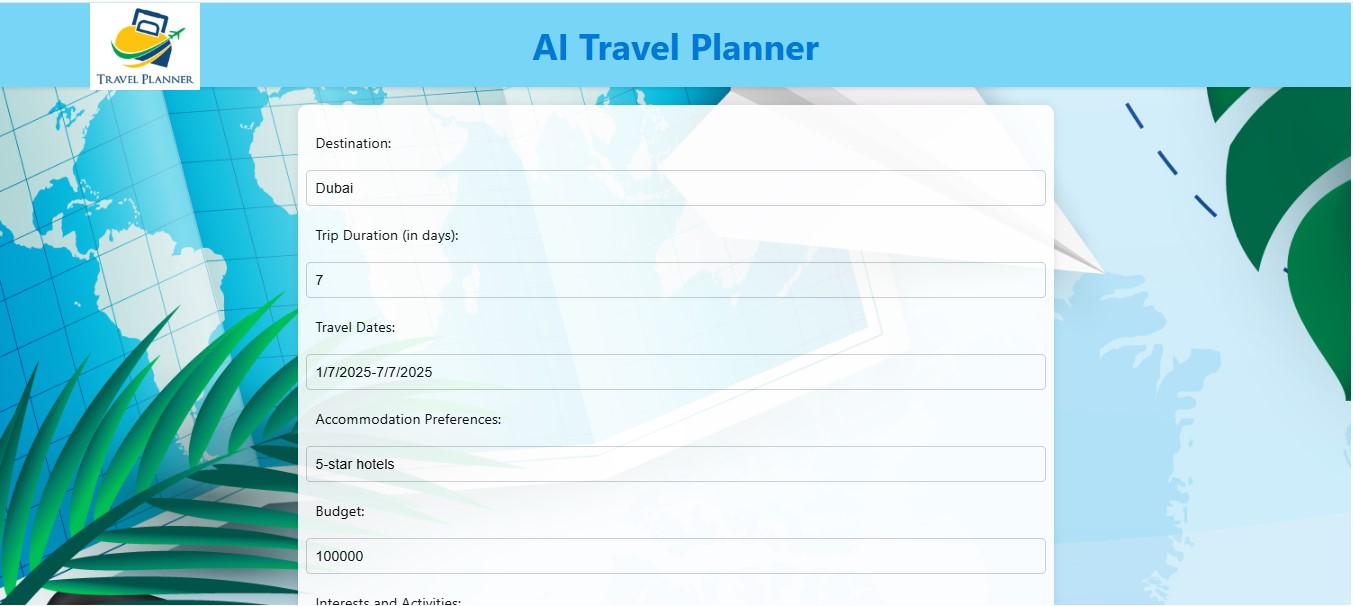 TRAVEL PLANNER
AI Travel Planner
Destination:
Dubai
Trip Duration (in days):
7
Travel Dates:
1/7/2025-7/7/2025
Accommodation Preferences:
5-star hotels
Budget:
100000
Interests and Activities: